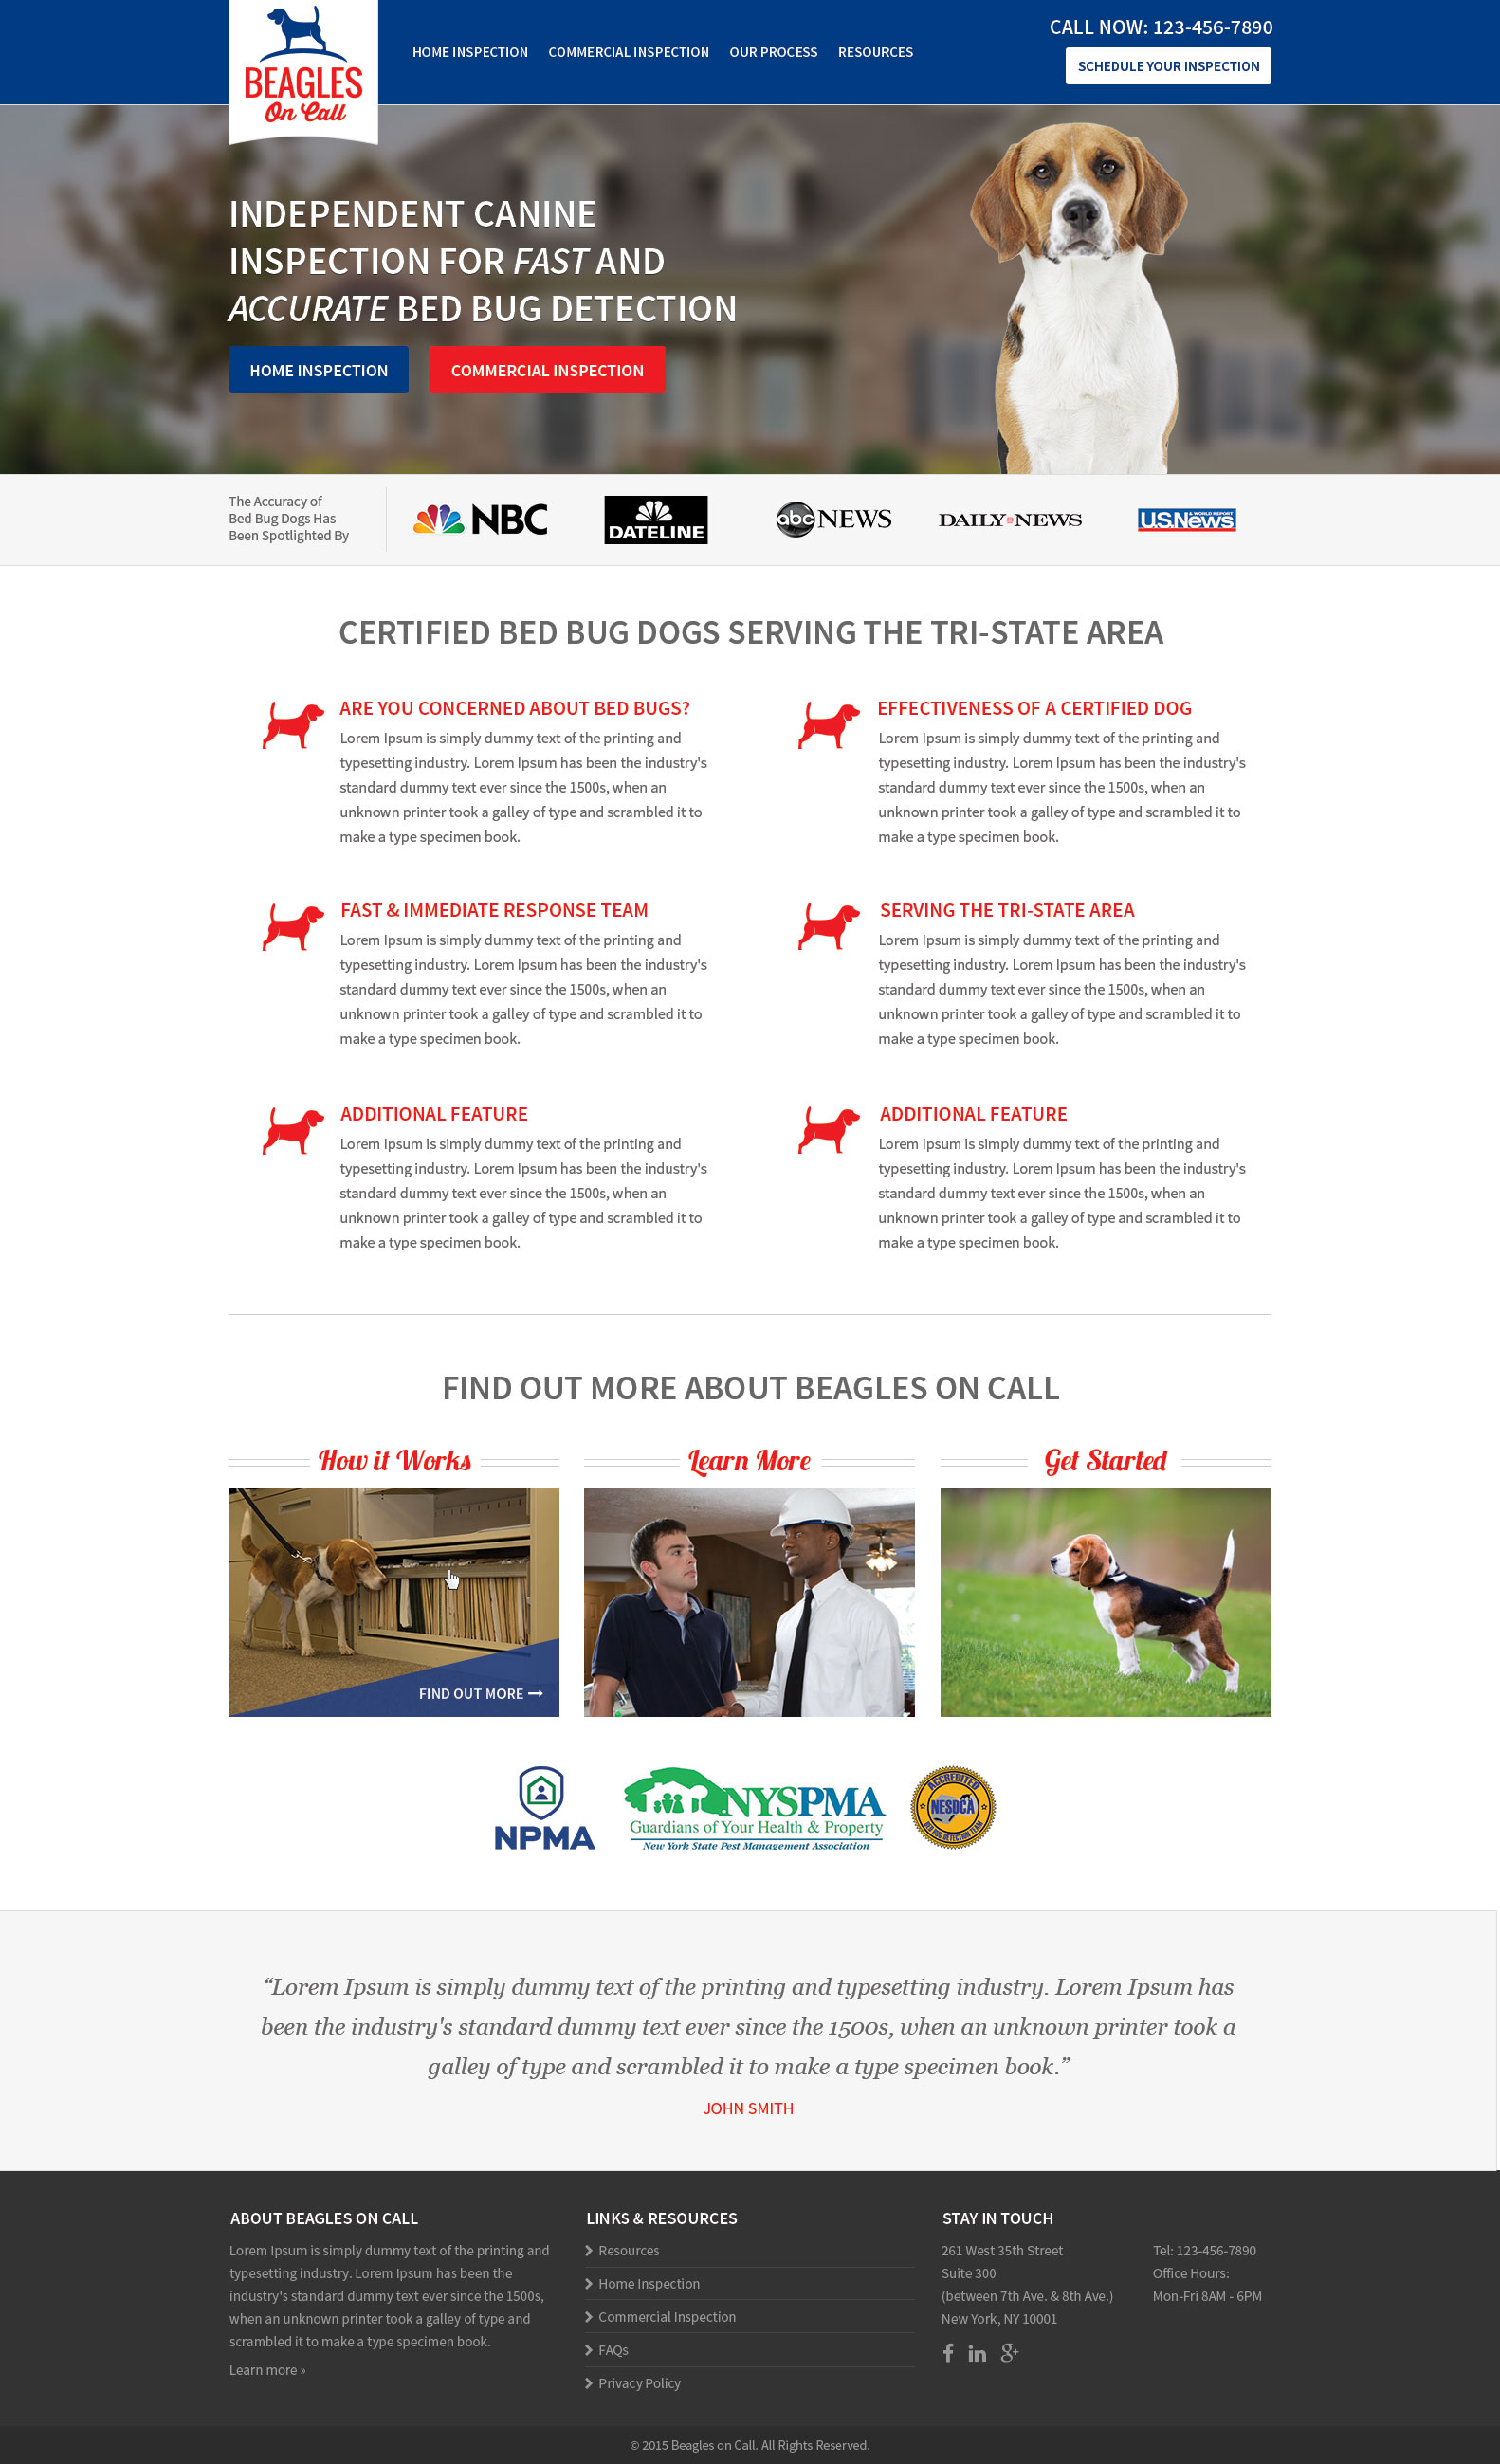 BEAGLES
On Call
HOME INSPECTION
COMMERCIAL INSPECTION
OUR PROCESS
RESOURCES
CALL NOW: 123-456-7890
SCHEDULE YOUR INSPECTION
INDEPENDENT CANINE
INSPECTION FOR FAST AND
ACCURATE BED BUG DETECTION
HOME INSPECTION
COMMERCIAL INSPECTION
The Accuracy of
Bed Bug Dogs Has
Been Spotlighted By
NBC
DATELINE
abc NEWS
DAILY NEWS
U.S.News
& WORLD REPORT
CERTIFIED BED BUG DOGS SERVING THE TRI-STATE AREA
ARE YOU CONCERNED ABOUT BED BUGS?
Lorem Ipsum is simply dummy text of the printing and
typesetting industry. Lorem Ipsum has been the industry's
standard dummy text ever since the 1500s, when an
unknown printer took a galley of type and scrambled it to
make a type specimen book.
EFFECTIVENESS OF A CERTIFIED DOG
Lorem Ipsum is simply dummy text of the printing and
typesetting industry. Lorem Ipsum has been the industry's
standard dummy text ever since the 1500s, when an
unknown printer took a galley of type and scrambled it to
make a type specimen book.
FAST & IMMEDIATE RESPONSE TEAM
Lorem Ipsum is simply dummy text of the printing and
typesetting industry. Lorem Ipsum has been the industry's
standard dummy text ever since the 1500s, when an
unknown printer took a galley of type and scrambled it to
make a type specimen book.
SERVING THE TRI-STATE AREA
Lorem Ipsum is simply dummy text of the printing and
typesetting industry. Lorem Ipsum has been the industry's
standard dummy text ever since the 1500s, when an
unknown printer took a galley of type and scrambled it to
make a type specimen book.
ADDITIONAL FEATURE
Lorem Ipsum is simply dummy text of the printing and
typesetting industry. Lorem Ipsum has been the industry's
standard dummy text ever since the 1500s, when an
unknown printer took a galley of type and scrambled it to
make a type specimen book.
ADDITIONAL FEATURE
Lorem Ipsum is simply dummy text of the printing and
typesetting industry. Lorem Ipsum has been the industry's
standard dummy text ever since the 1500s, when an
unknown printer took a galley of type and scrambled it to
make a type specimen book.
FIND OUT MORE ABOUT BEAGLES ON CALL
How it Works
Learn More
Get Started
FIND OUT MORE
NPMA
NYSPMA
Guardians of Your Health & Property
New York State Pest Management Association
ACCREDITED
NESDCA
BED BUG DETECTION TEAM
“Lorem Ipsum is simply dummy text of the printing and typesetting industry. Lorem Ipsum has
been the industry's standard dummy text ever since the 1500s, when an unknown printer took a
galley of type and scrambled it to make a type specimen book.”
JOHN SMITH
ABOUT BEAGLES ON CALL
Lorem Ipsum is simply dummy text of the printing and
typesetting industry. Lorem Ipsum has been the
industry's standard dummy text ever since the 1500s,
when an unknown printer took a galley of type and
scrambled it to make a type specimen book.
Learn more »
LINKS & RESOURCES
Resources
Home Inspection
Commercial Inspection
FAQs
Privacy Policy
STAY IN TOUCH
261 West 35th Street
Suite 300
(between 7th Ave. & 8th Ave.)
New York, NY 10001
Tel: 123-456-7890
Office Hours:
Mon-Fri 8AM - 6PM
© 2015 Beagles on Call. All Rights Reserved.